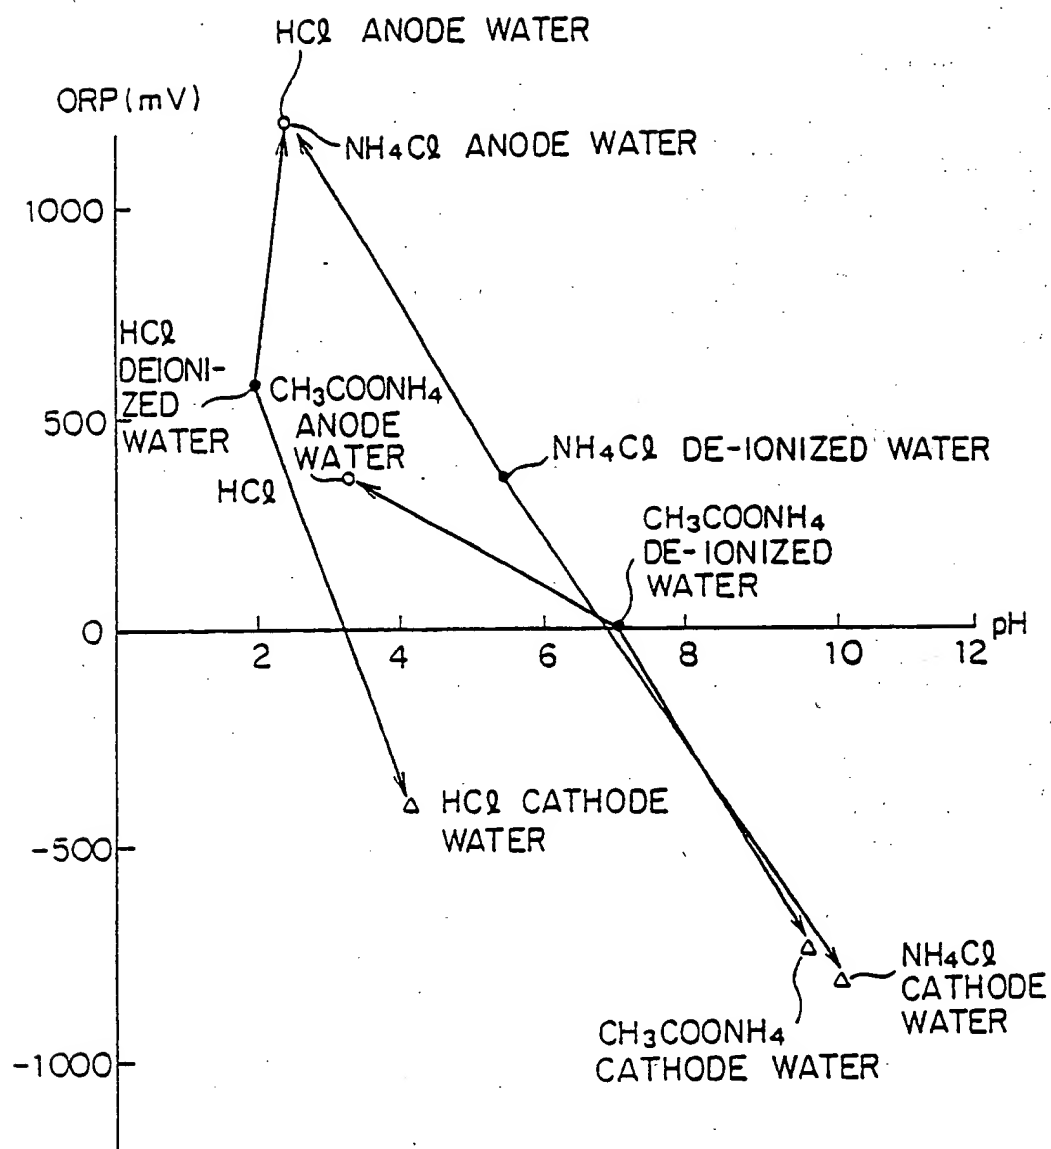 HCl ANODE WATER
ORP(mV)
NH₄Cl ANODE WATER
1000
HCl
DEIONI-
ZED
WATER
CH₃COONH₄
ANODE
WATER
500
NH₄Cl DE-IONIZED WATER
HCl
CH₃COONH₄
DE-IONIZED
WATER
0
2
4
6
8
10
12
pH
HCl CATHODE
WATER
-500
NH₄Cl
CATHODE
WATER
CH₃COONH₄
CATHODE WATER
-1000